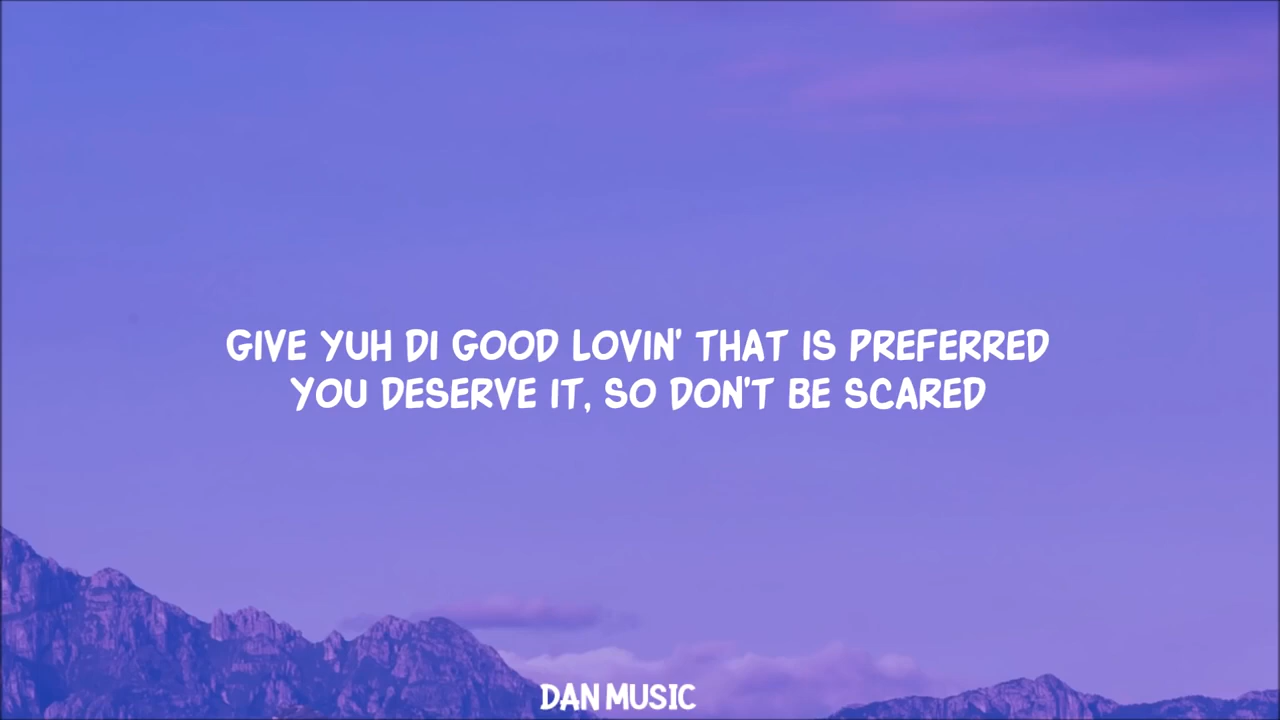 GIVE YUH DI GOOD LOVIN' THAT IS PREFERRED
YOU DESERVE IT, SO DON'T BE SCARED
DAN MUSIC